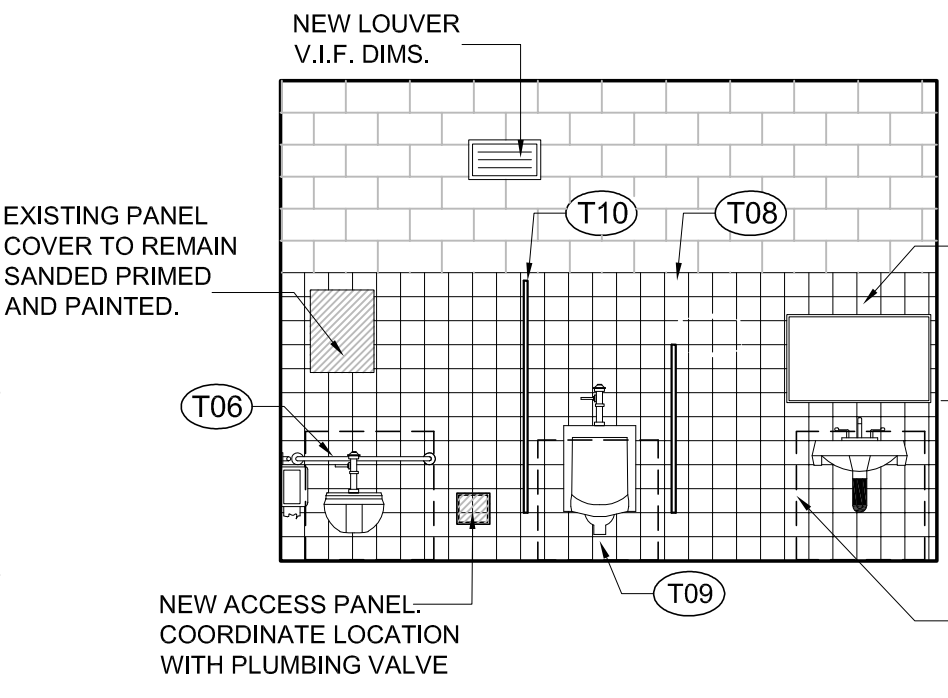 NEW LOUVER
V.I.F. DIMS.
T10
T08
EXISTING PANEL
COVER TO REMAIN
SANDED PRIMED
AND PAINTED.
T06
T09
NEW ACCESS PANEL.
COORDINATE LOCATION
WITH PLUMBING VALVE